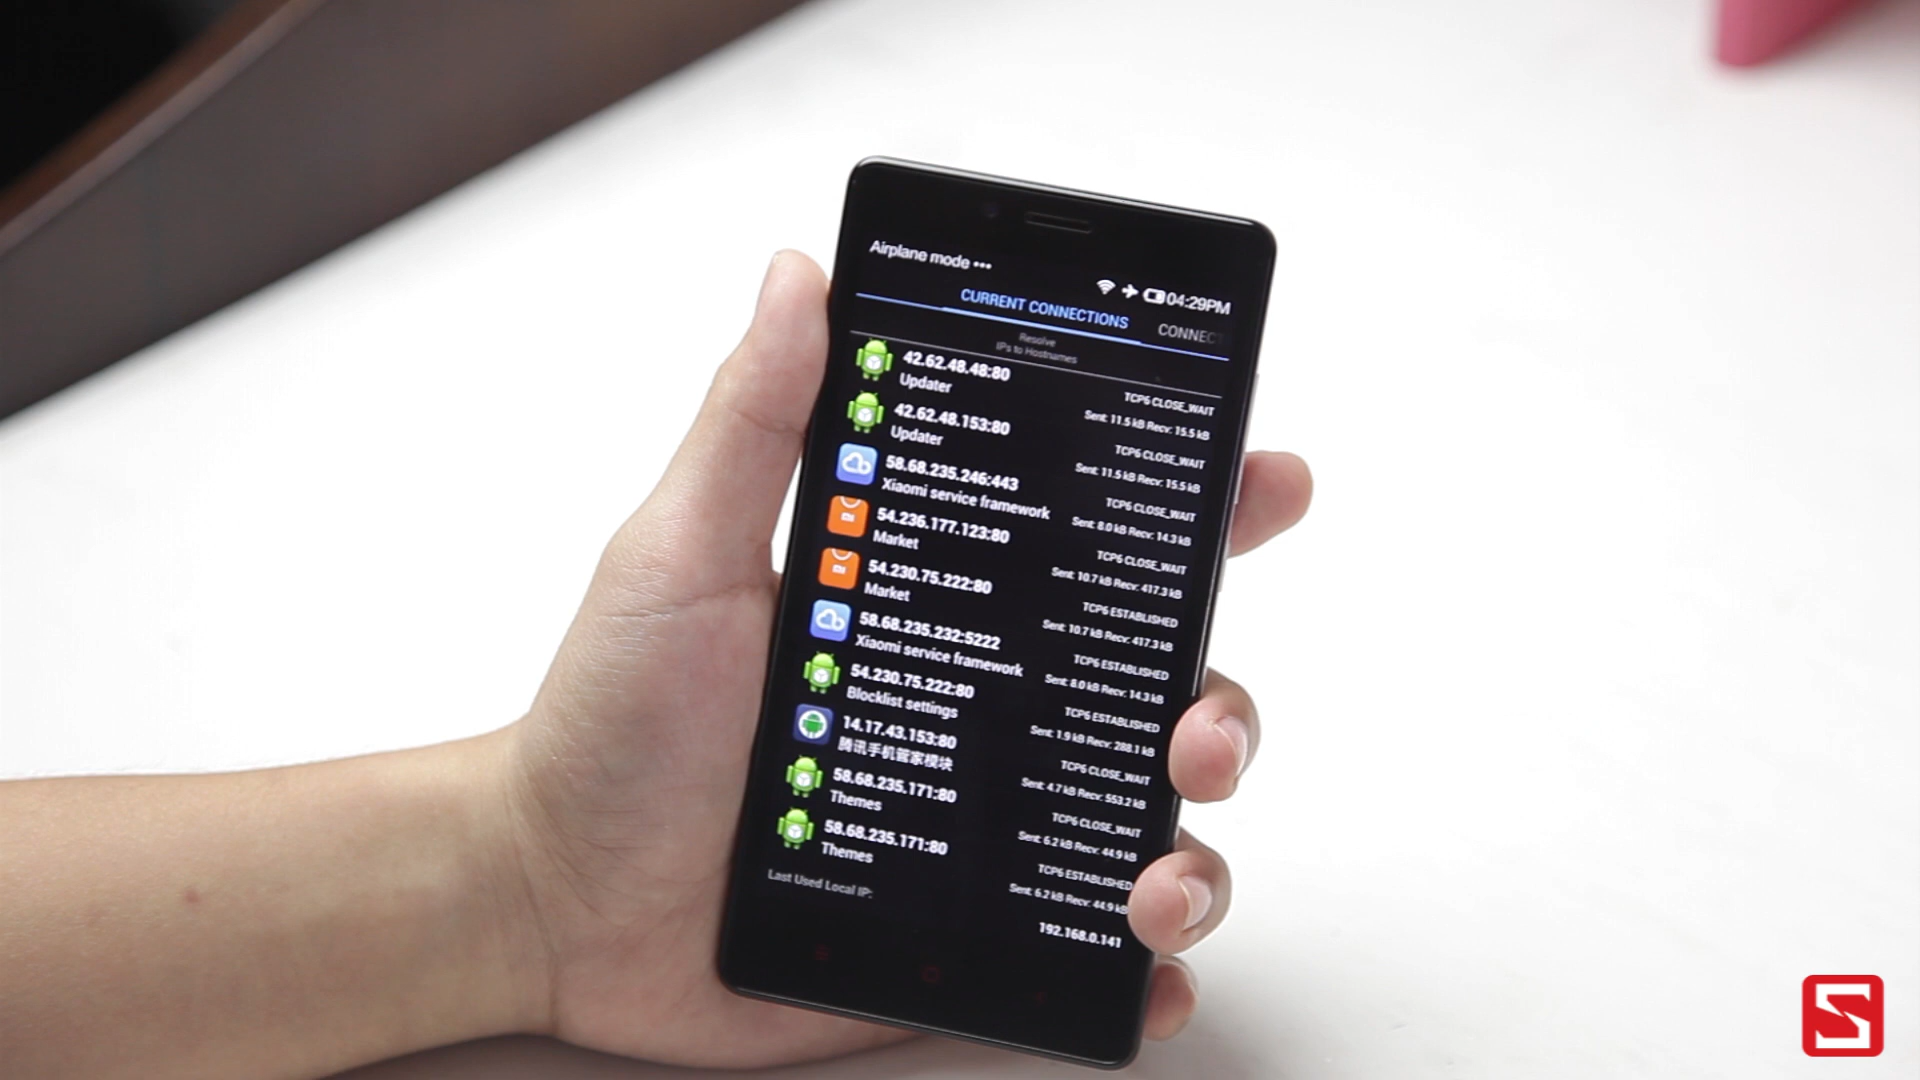 Airplane mode •••
04:29PM
CURRENT CONNECTIONS
CONNECT
Resolve
IPs to Hostnames
42.62.48.48:80
Updater
TCP6 CLOSE_WAIT
Sent: 11.5 kB Recv: 15.5 kB
42.62.48.153:80
Updater
TCP6 CLOSE_WAIT
Sent: 11.5 kB Recv: 15.5 kB
58.68.235.246:443
Xiaomi service framework
TCP6 CLOSE_WAIT
Sent: 8.0 kB Recv: 14.3 kB
54.236.177.123:80
Market
TCP6 CLOSE_WAIT
Sent: 10.7 kB Recv: 417.3 kB
54.230.75.222:80
Market
TCP6 ESTABLISHED
Sent: 10.7 kB Recv: 417.3 kB
58.68.235.232:5222
Xiaomi service framework
TCP6 ESTABLISHED
Sent: 8.0 kB Recv: 14.3 kB
54.230.75.222:80
Blocklist settings
TCP6 ESTABLISHED
Sent: 1.9 kB Recv: 288.1 kB
14.17.43.153:80
腾讯手机管家模块
TCP6 CLOSE_WAIT
Sent: 4.7 kB Recv: 553.2 kB
58.68.235.171:80
Themes
TCP6 CLOSE_WAIT
Sent: 6.2 kB Recv: 44.9 kB
58.68.235.171:80
Themes
TCP6 ESTABLISHED
Sent: 6.2 kB Recv: 44.9 kB
Last Used Local IP:
192.168.0.141